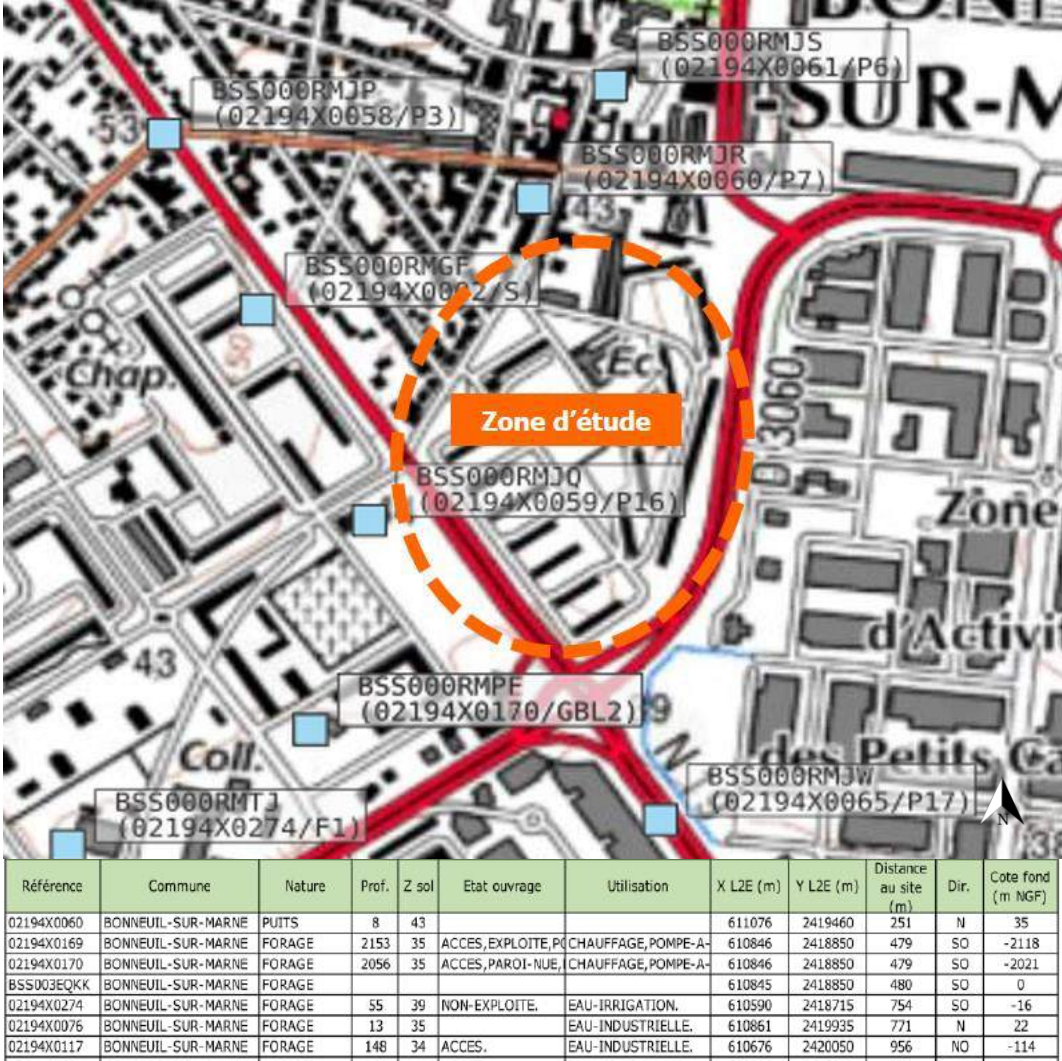 BONN
BSS000RMJS
(02194X0061/P6)
-SUR-M
BSS000RMJP
(02194X0058/P3)
53
BSS000RMJR
(02194X0060/P7)
43
BSS000RMGF
(02194X0002/S)
Chap.
50
Ec.
Zone d'étude
D 3060
BSS000RMJQ
(02194X0059/P16)
Zone
d'Activi
43
BSS000RMPE
(02194X0170/GBL2)
9
N
Coll.
des Petits Ca
BSS000RMJW
(02194X0065/P17)
N
BSS000RMTJ
(02194X0274/F1)
Référence Commune Nature Prof. Z sol Etat ouvrage Utilisation X L2E (m) Y L2E (m) Distance au site (m) Dir. Cote fond (m NGF)
02194X0060 BONNEUIL-SUR-MARNE PUITS 8 43 611076 2419460 251 N 35
02194X0169 BONNEUIL-SUR-MARNE FORAGE 2153 35 ACCES,EXPLOITE,PO CHAUFFAGE,POMPE-A- 610846 2418850 479 SO -2118
02194X0170 BONNEUIL-SUR-MARNE FORAGE 2056 35 ACCES,PAROI-NUE, CHAUFFAGE,POMPE-A- 610846 2418850 479 SO -2021
BSS003EQKK BONNEUIL-SUR-MARNE FORAGE 610845 2418850 480 SO 0
02194X0274 BONNEUIL-SUR-MARNE FORAGE 55 39 NON-EXPLOITE. EAU-IRRIGATION. 610590 2418715 754 SO -16
02194X0076 BONNEUIL-SUR-MARNE FORAGE 13 35 EAU-INDUSTRIELLE. 610861 2419935 771 N 22
02194X0117 BONNEUIL-SUR-MARNE FORAGE 148 34 ACCES. EAU-INDUSTRIELLE. 610676 2420050 956 NO -114